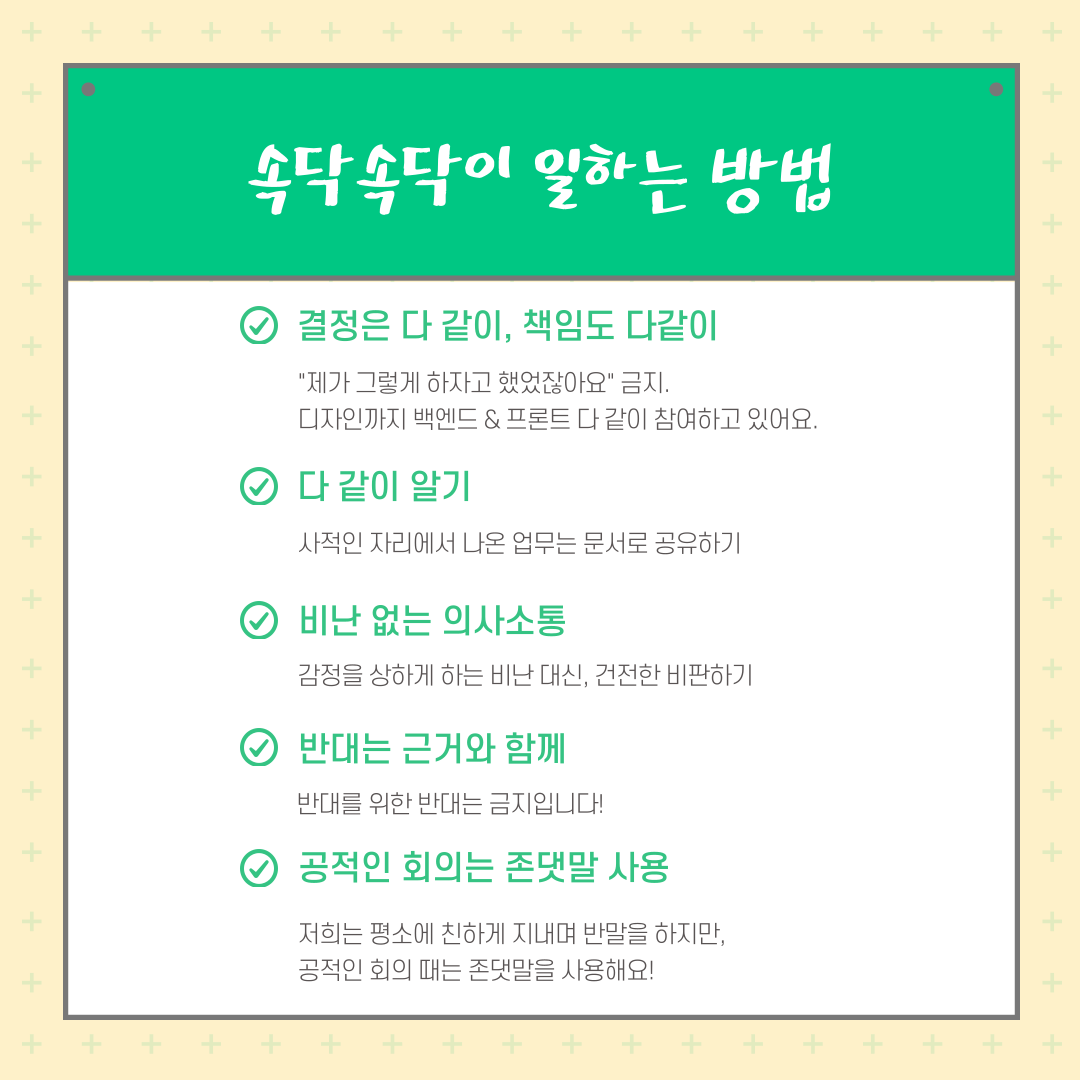 속닥속닥이 일하는 방법
결정은 다 같이, 책임도 다같이
"제가 그렇게 하자고 했었잖아요" 금지.
디자인까지 백엔드 & 프론트 다 같이 참여하고 있어요.
다 같이 알기
사적인 자리에서 나온 업무는 문서로 공유하기
비난 없는 의사소통
감정을 상하게 하는 비난 대신, 건전한 비판하기
반대는 근거와 함께
반대를 위한 반대는 금지입니다!
공적인 회의는 존댓말 사용
저희는 평소에 친하게 지내며 반말을 하지만,
공적인 회의 때는 존댓말을 사용해요!